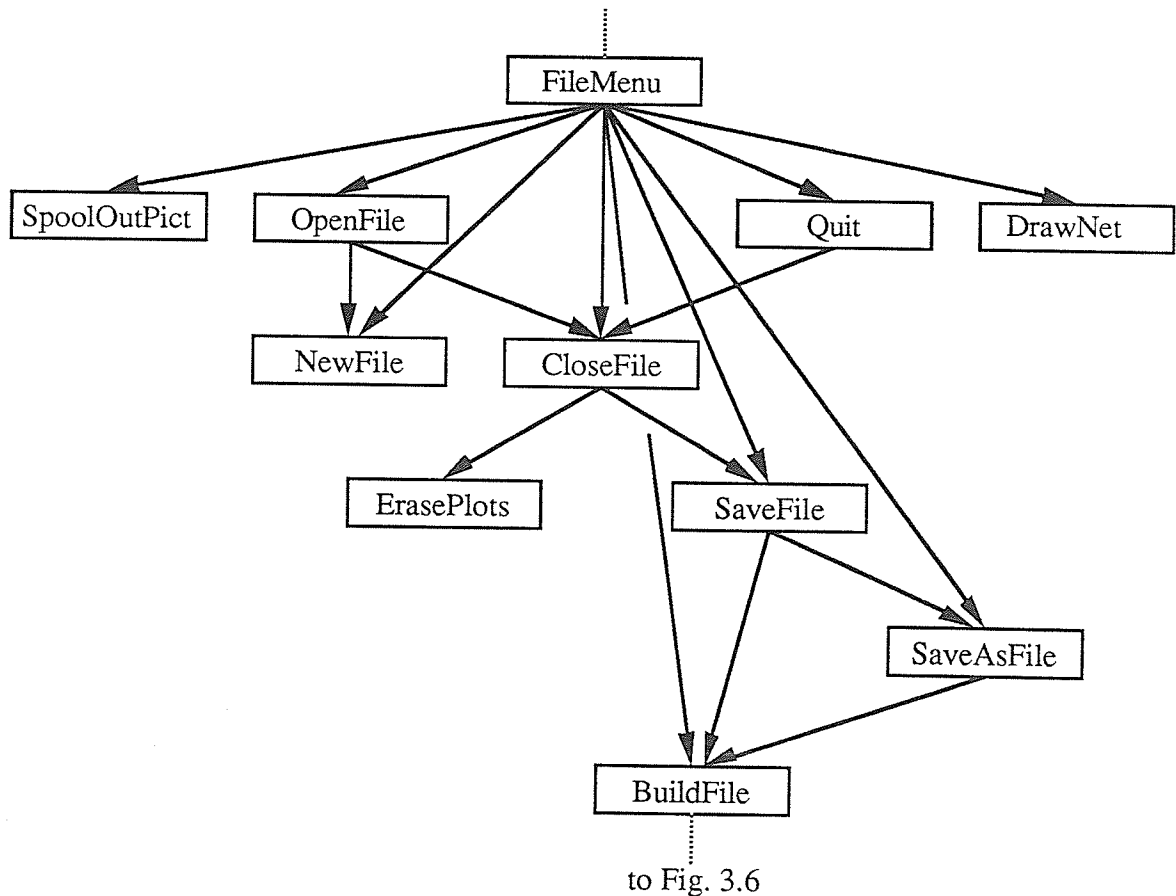 FileMenu
SpoolOutPict
OpenFile
Quit
DrawNet
NewFile
CloseFile
ErasePlots
SaveFile
SaveAsFile
BuildFile
to Fig. 3.6